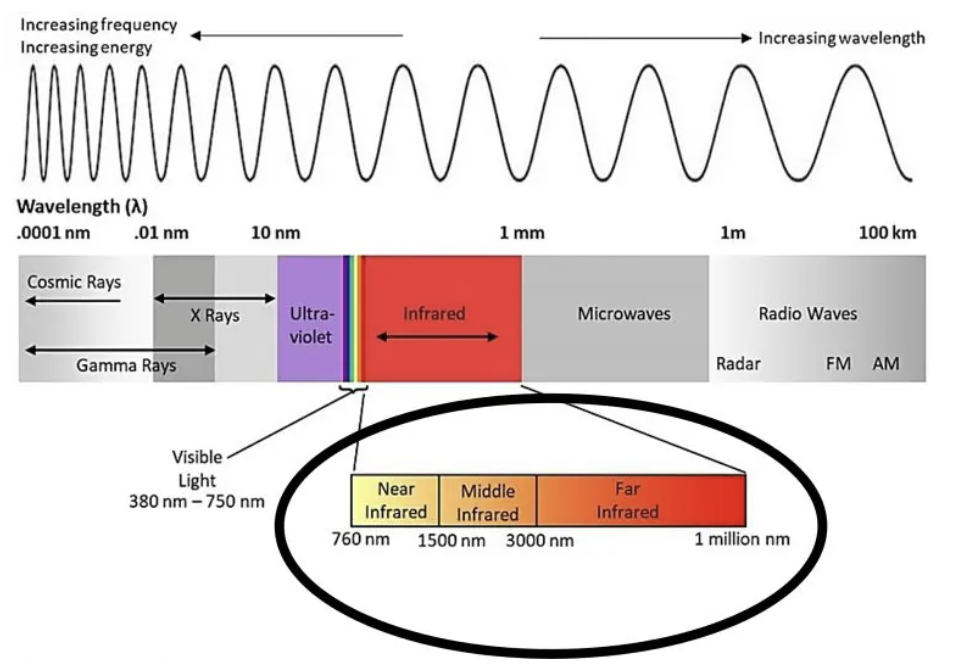 Increasing frequency
Increasing energy
Increasing wavelength
Wavelength (λ)
.0001 nm .01 nm 10 nm 1 mm 1m 100 km
Cosmic Rays
X Rays
Gamma Rays
Ultra-
violet
Infrared
Microwaves
Radio Waves
Radar FM AM
Visible
Light
380 nm – 750 nm
Near
Infrared
Middle
Infrared
Far
Infrared
760 nm 1500 nm 3000 nm 1 million nm